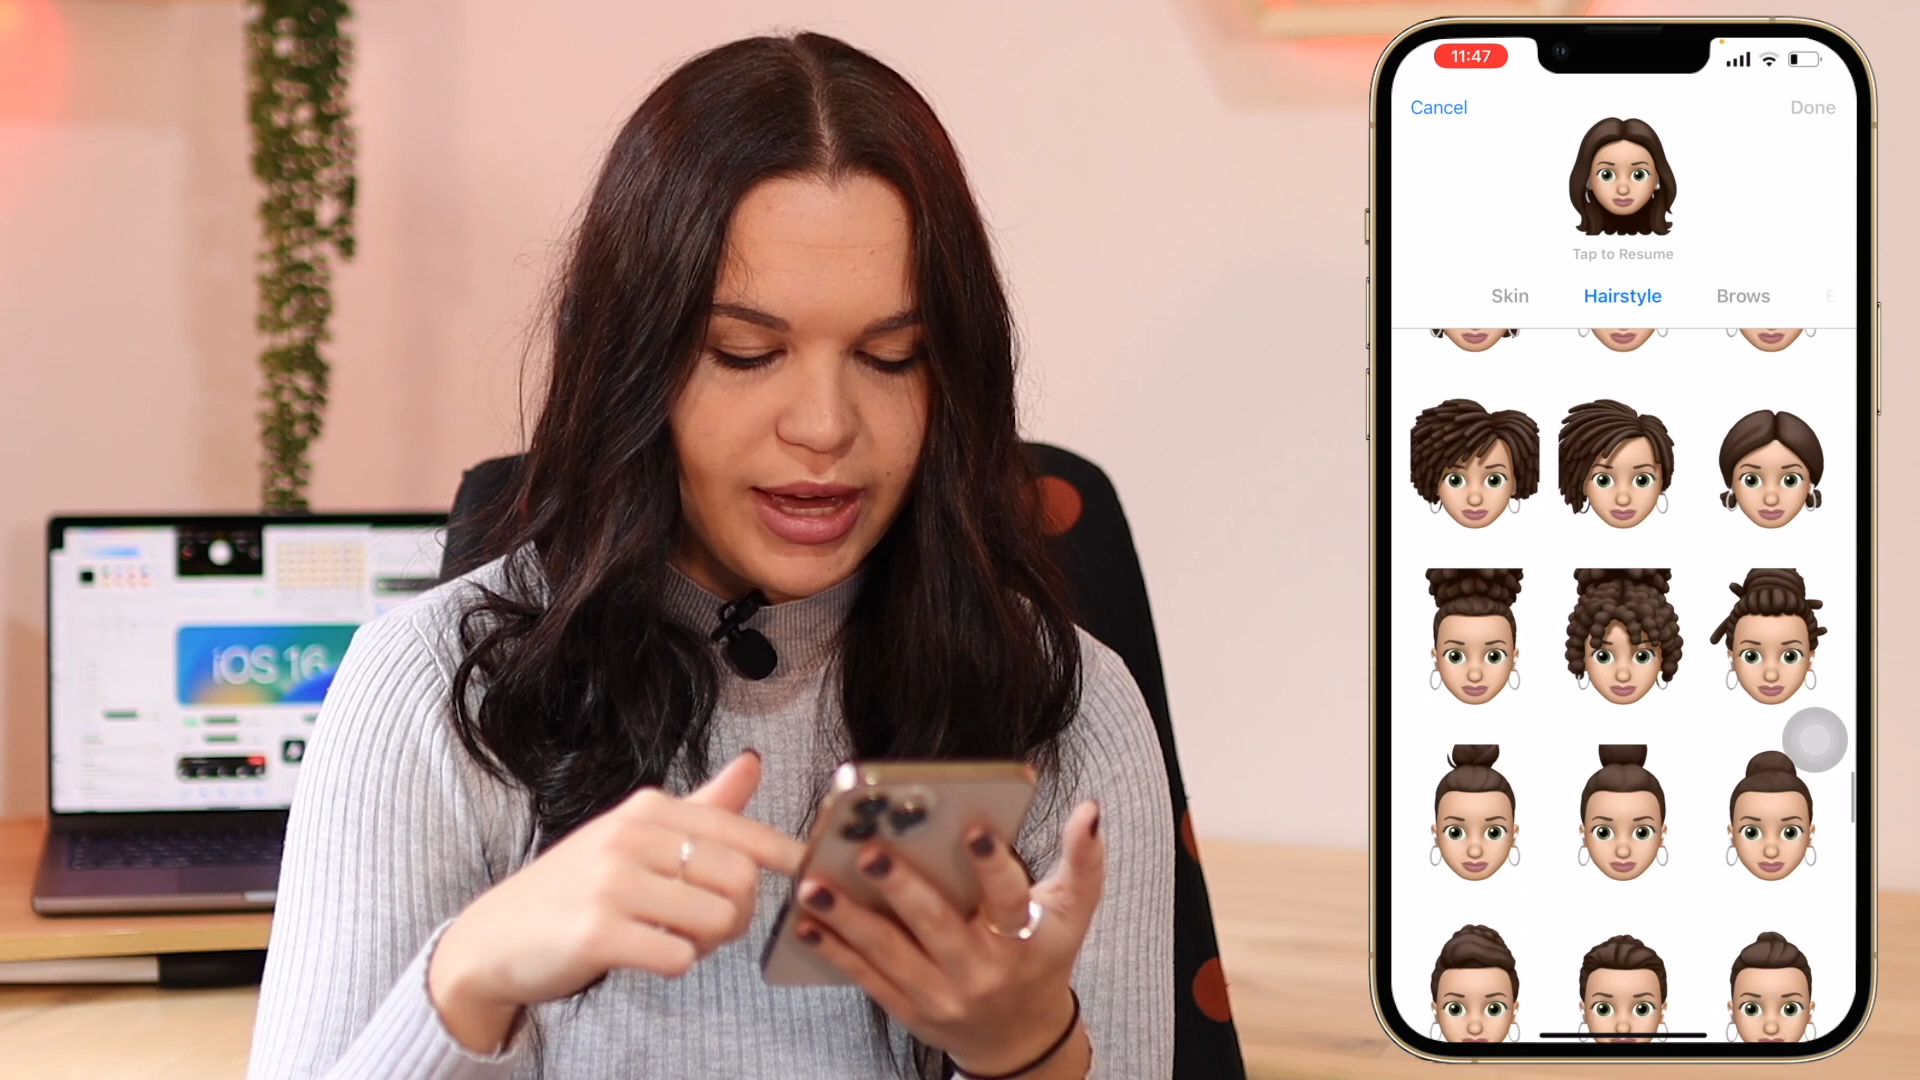 11:47
Cancel
Done
Tap to Resume
Skin Hairstyle Brows
iOS 16